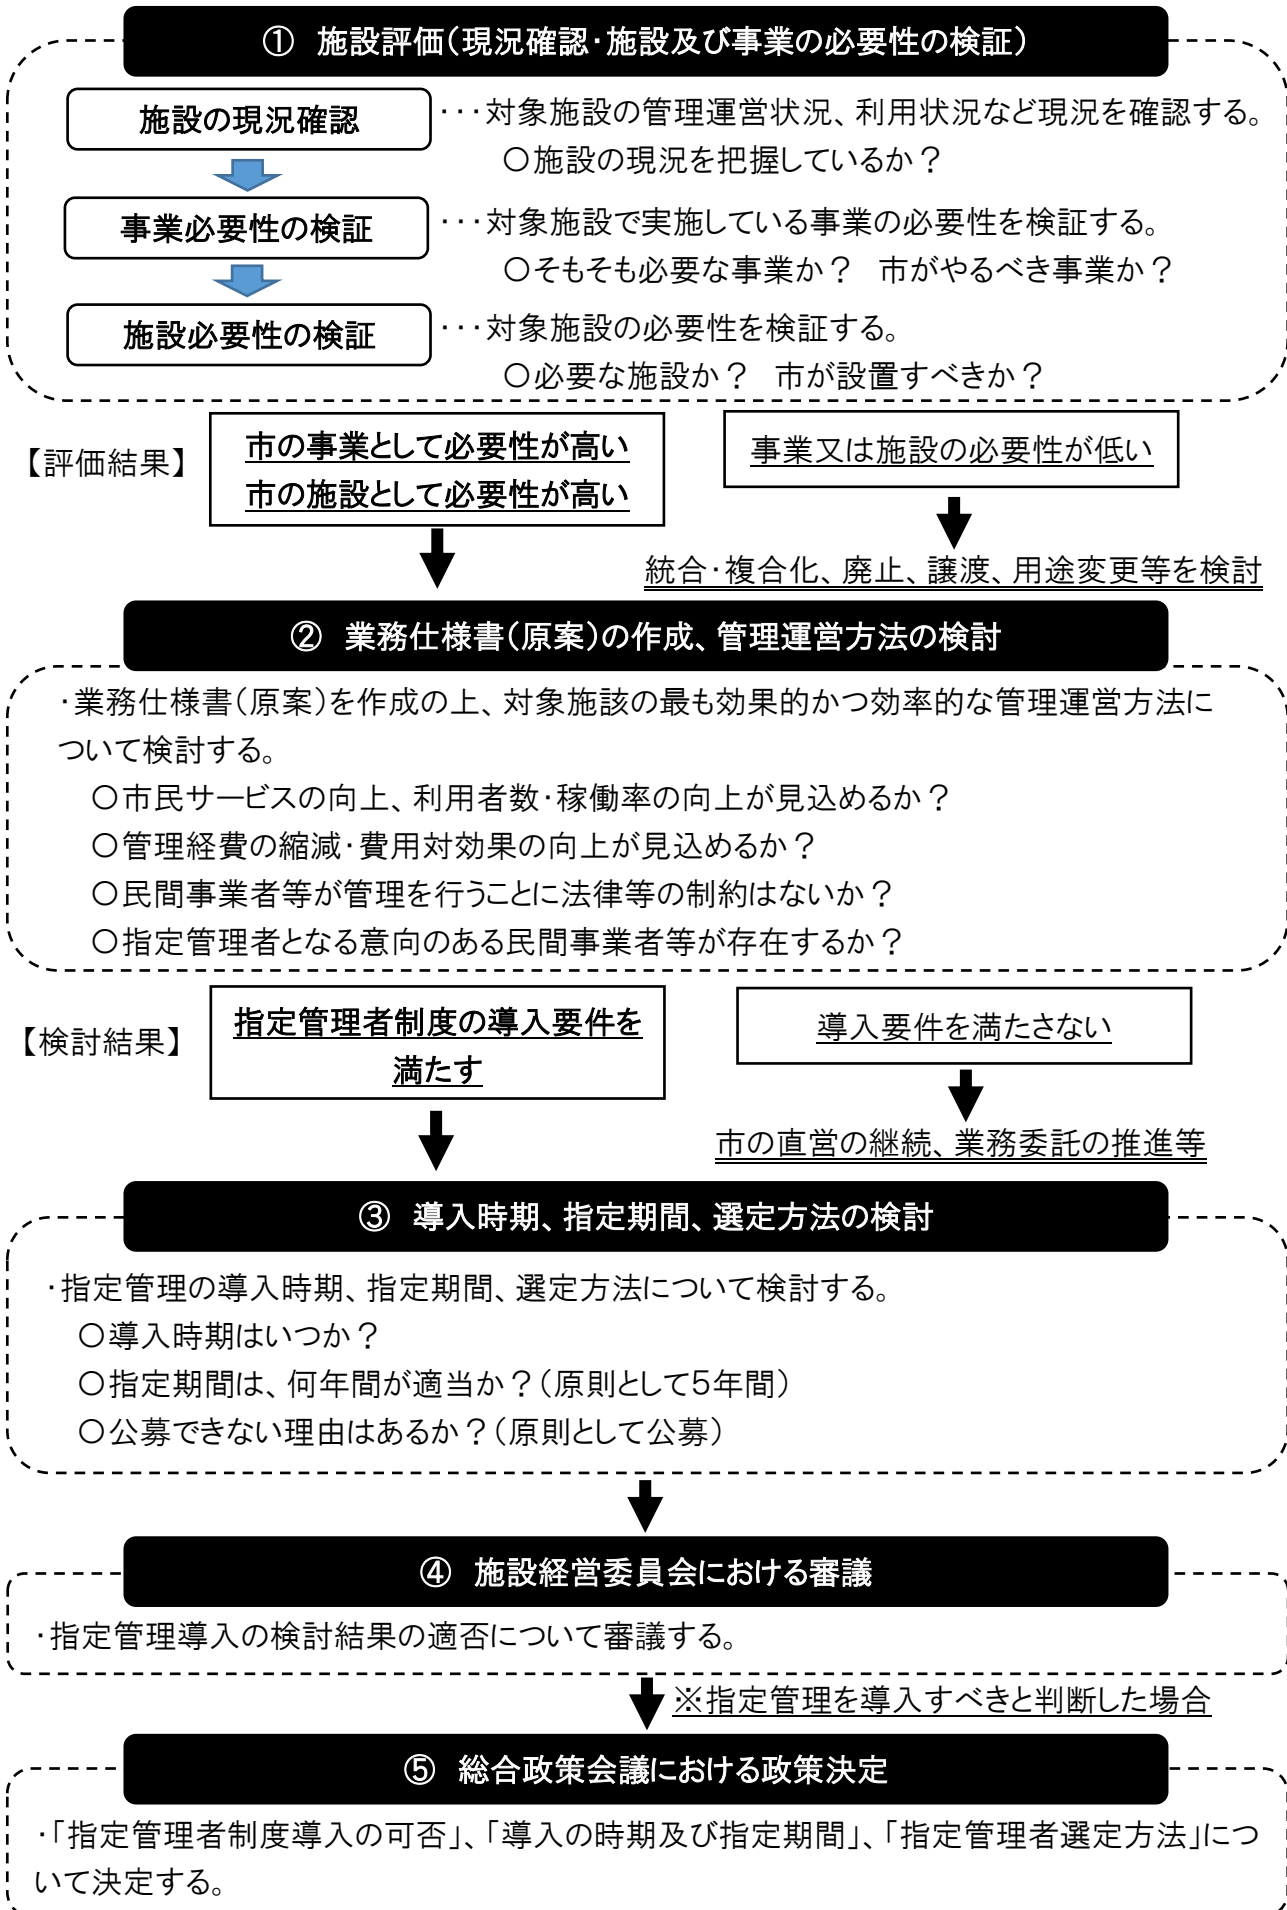 ① 施設評価（現況確認・施設及び事業の必要性の検証）
施設の現況確認
・・・対象施設の管理運営状況、利用状況など現況を確認する。
〇施設の現況を把握しているか？
事業必要性の検証
・・・対象施設で実施している事業の必要性を検証する。
〇そもそも必要な事業か？　市がやるべき事業か？
施設必要性の検証
・・・対象施設の必要性を検証する。
〇必要な施設か？　市が設置すべきか？
【評価結果】
市の事業として必要性が高い
市の施設として必要性が高い
事業又は施設の必要性が低い
統合・複合化、廃止、譲渡、用途変更等を検討
② 業務仕様書（原案）の作成、管理運営方法の検討
・業務仕様書（原案）を作成の上、対象施該の最も効果的かつ効率的な管理運営方法に
ついて検討する。
〇市民サービスの向上、利用者数・稼働率の向上が見込めるか？
〇管理経費の縮減・費用対効果の向上が見込めるか？
〇民間事業者等が管理を行うことに法律等の制約はないか？
〇指定管理者となる意向のある民間事業者等が存在するか？
【検討結果】
指定管理者制度の導入要件を
満たす
導入要件を満たさない
市の直営の継続、業務委託の推進等
③ 導入時期、指定期間、選定方法の検討
・指定管理の導入時期、指定期間、選定方法について検討する。
〇導入時期はいつか？
〇指定期間は、何年間が適当か？（原則として５年間）
〇公募できない理由はあるか？（原則として公募）
④ 施設経営委員会における審議
・指定管理導入の検討結果の適否について審議する。
※指定管理を導入すべきと判断した場合
⑤ 総合政策会議における政策決定
・「指定管理者制度導入の可否」、「導入の時期及び指定期間」、「指定管理者選定方法」につ
いて決定する。